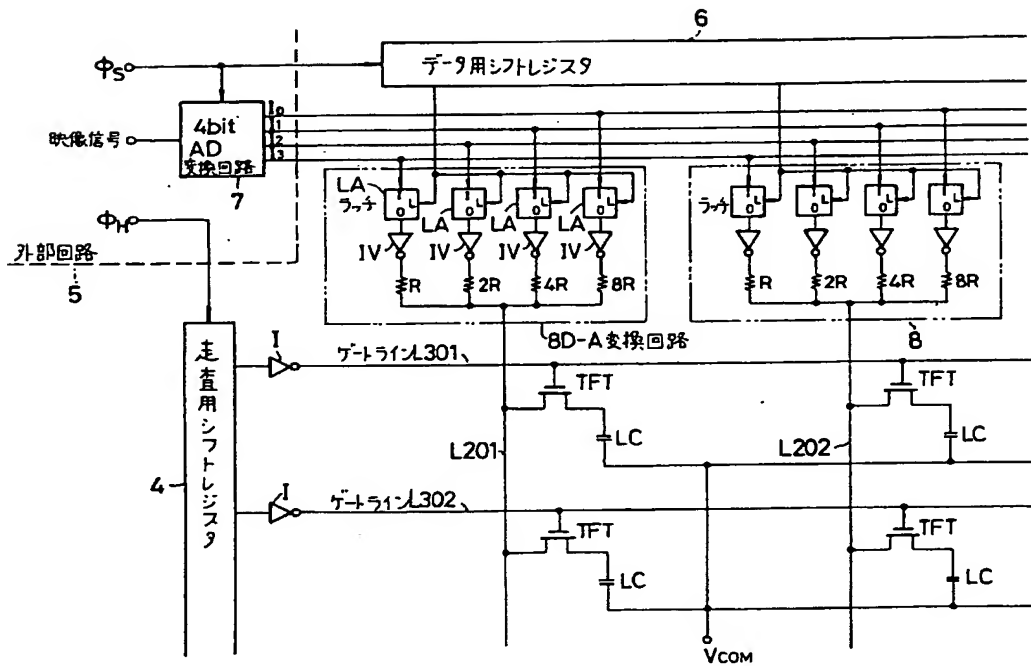 6
φS
データ用シフトレジスタ
映像信号
4bit
AD
変換回路
7
I0
I1
I2
I3
φH
外部回路
5
LA
ラッチ
I
L
O
LA
I
L
O
LA
I
L
O
LA
I
L
O
IV
IV
IV
IV
R
2R
4R
8R
8D-A変換回路
ラッチ
I
L
O
I
L
O
I
L
O
I
L
O
R
2R
4R
8R
8
走査用シフトレジスタ
4
I
ゲートラインL301
TFT
LC
L201
TFT
LC
L202
I
ゲートラインL302
TFT
LC
TFT
LC
VCOM